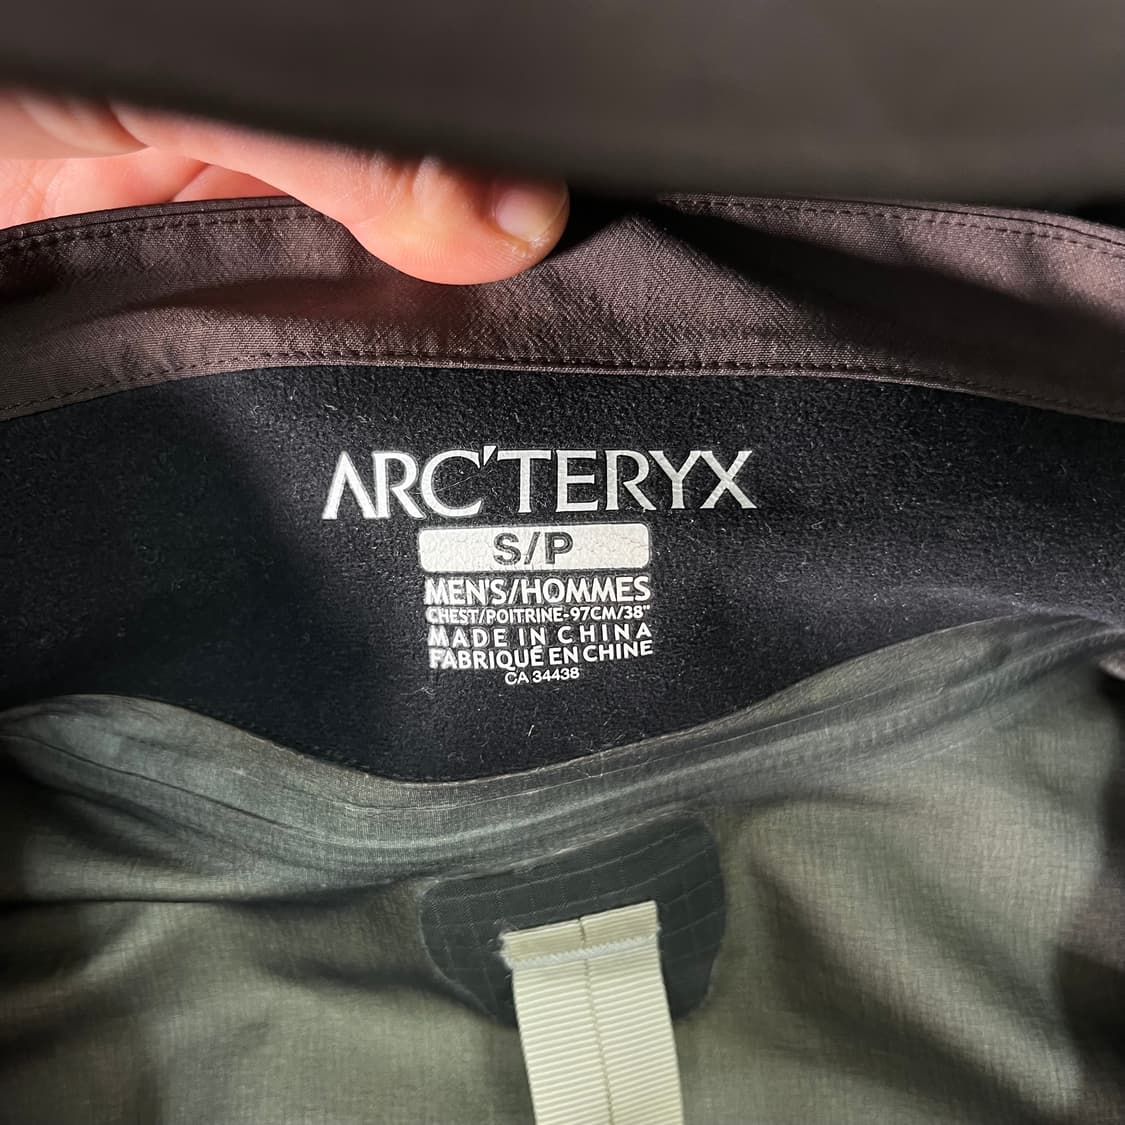 ARC'TERYX
S/P
MEN'S/HOMMES
CHEST/POITRINE-97CM/38"
MADE IN CHINA
FABRIQUÉ EN CHINE
CA 34438